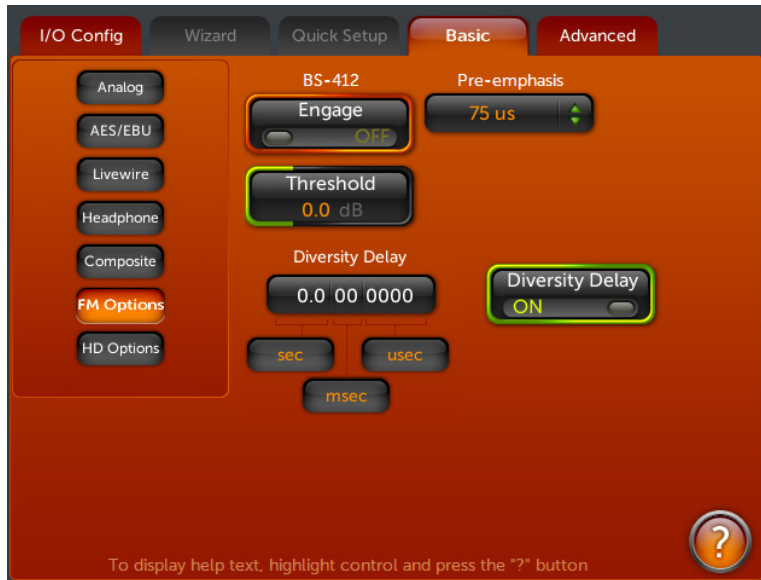 I/O Config Wizard Quick Setup Basic Advanced
Analog
AES/EBU
Livewire
Headphone
Composite
FM Options
HD Options
BS-412
Engage
OFF
Pre-emphasis
75 us
Threshold
0.0 dB
Diversity Delay
0.0 00 0000
sec
usec
msec
Diversity Delay
ON
?
To display help text, highlight control and press the "?" button